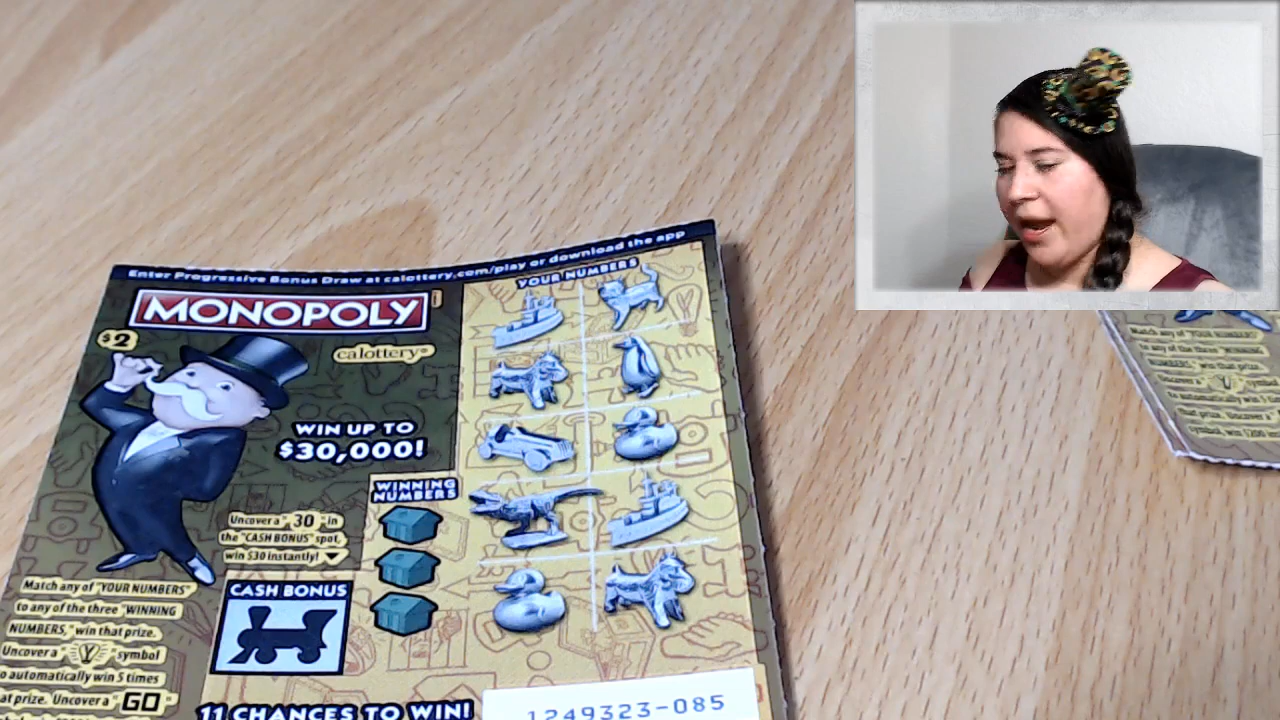 Enter Progressive Bonus Draw at calottery.com/play or download the app
MONOPOLY
$2
calottery
WIN UP TO
$30,000!
YOUR NUMBERS
WINNING
NUMBERS
Uncover a "30" in
the "CASH BONUS" spot,
win $30 instantly!
CASH BONUS
Match any of "YOUR NUMBERS"
to any of the three "WINNING
NUMBERS," win that prize.
Uncover a " " symbol
o automatically win 5 times
at prize. Uncover a "GO"
11 CHANCES TO WIN!
1249323-085